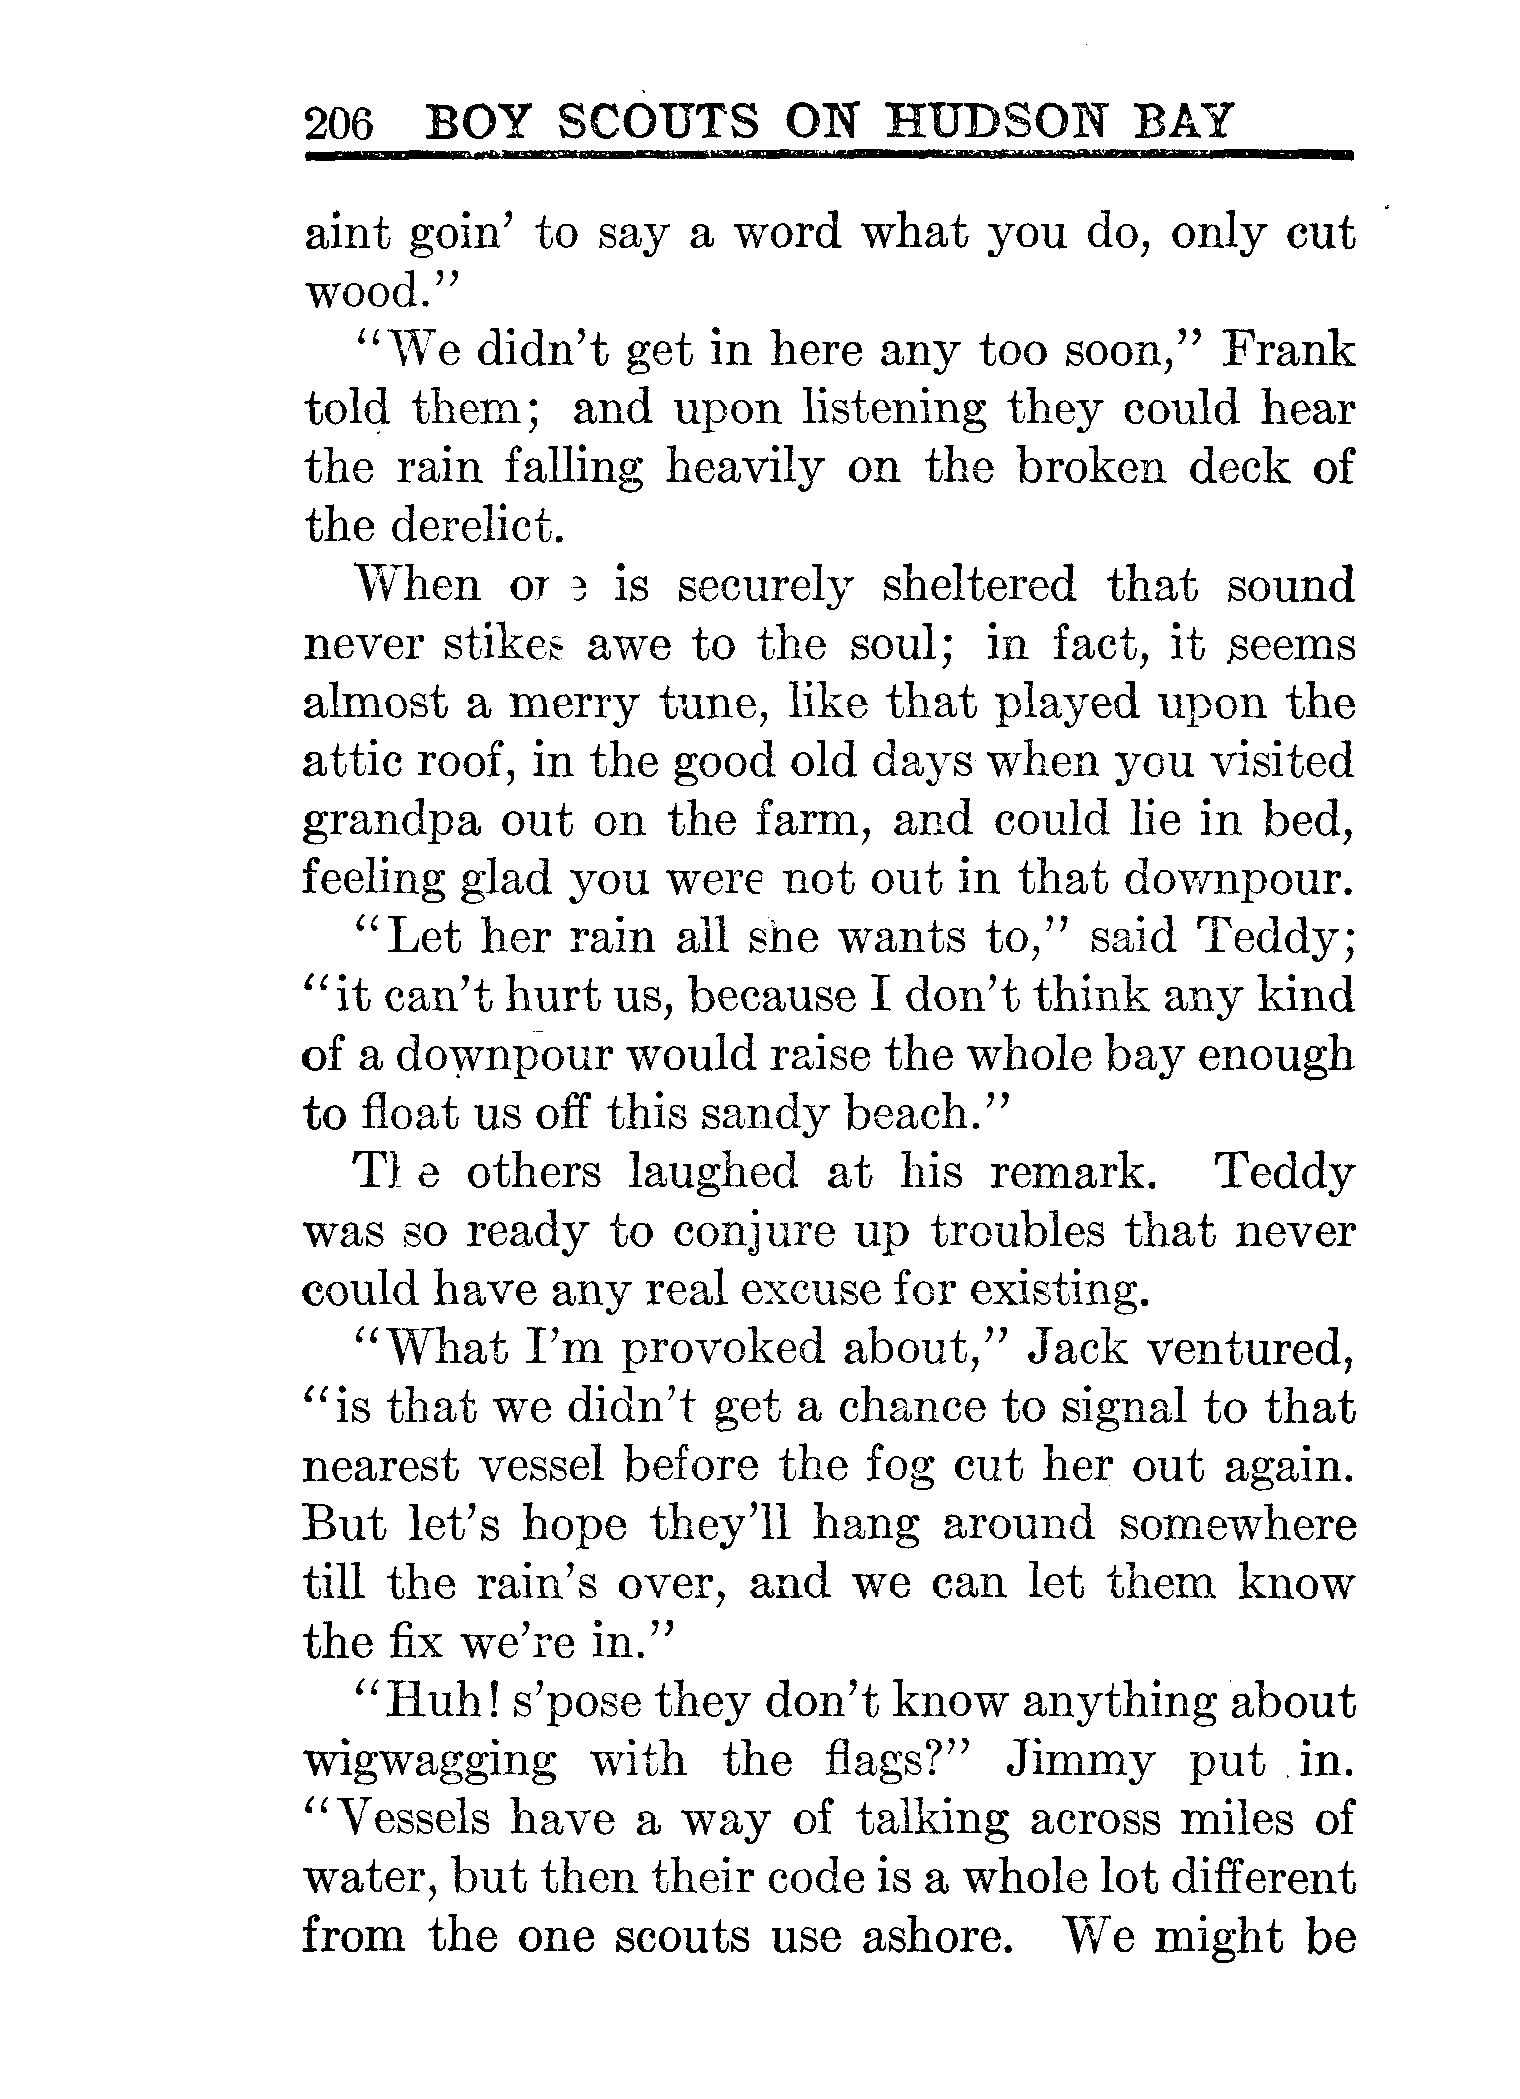 206 BOY SCOUTS ON HUDSON BAY
aint goin' to say a word what you do, only cut
wood."
"We didn't get in here any too soon," Frank
told them; and upon listening they could hear
the rain falling heavily on the broken deck of
the derelict.
When one is securely sheltered that sound
never stikes awe to the soul; in fact, it seems
almost a merry tune, like that played upon the
attic roof, in the good old days when you visited
grandpa out on the farm, and could lie in bed,
feeling glad you were not out in that downpour.
"Let her rain all she wants to," said Teddy;
"it can't hurt us, because I don't think any kind
of a downpour would raise the whole bay enough
to float us off this sandy beach."
The others laughed at his remark. Teddy
was so ready to conjure up troubles that never
could have any real excuse for existing.
"What I'm provoked about," Jack ventured,
"is that we didn't get a chance to signal to that
nearest vessel before the fog cut her out again.
But let's hope they'll hang around somewhere
till the rain's over, and we can let them know
the fix we're in."
"Huh! s'pose they don't know anything about
wigwagging with the flags?" Jimmy put in.
"Vessels have a way of talking across miles of
water, but then their code is a whole lot different
from the one scouts use ashore. We might be